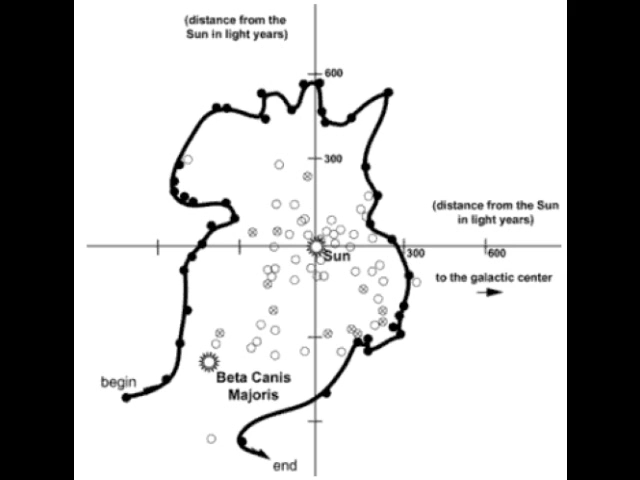 (distance from the
Sun in light years)
600
300
(distance from the Sun
in light years)
Sun
300
600
to the galactic center
begin
Beta Canis
Majoris
end